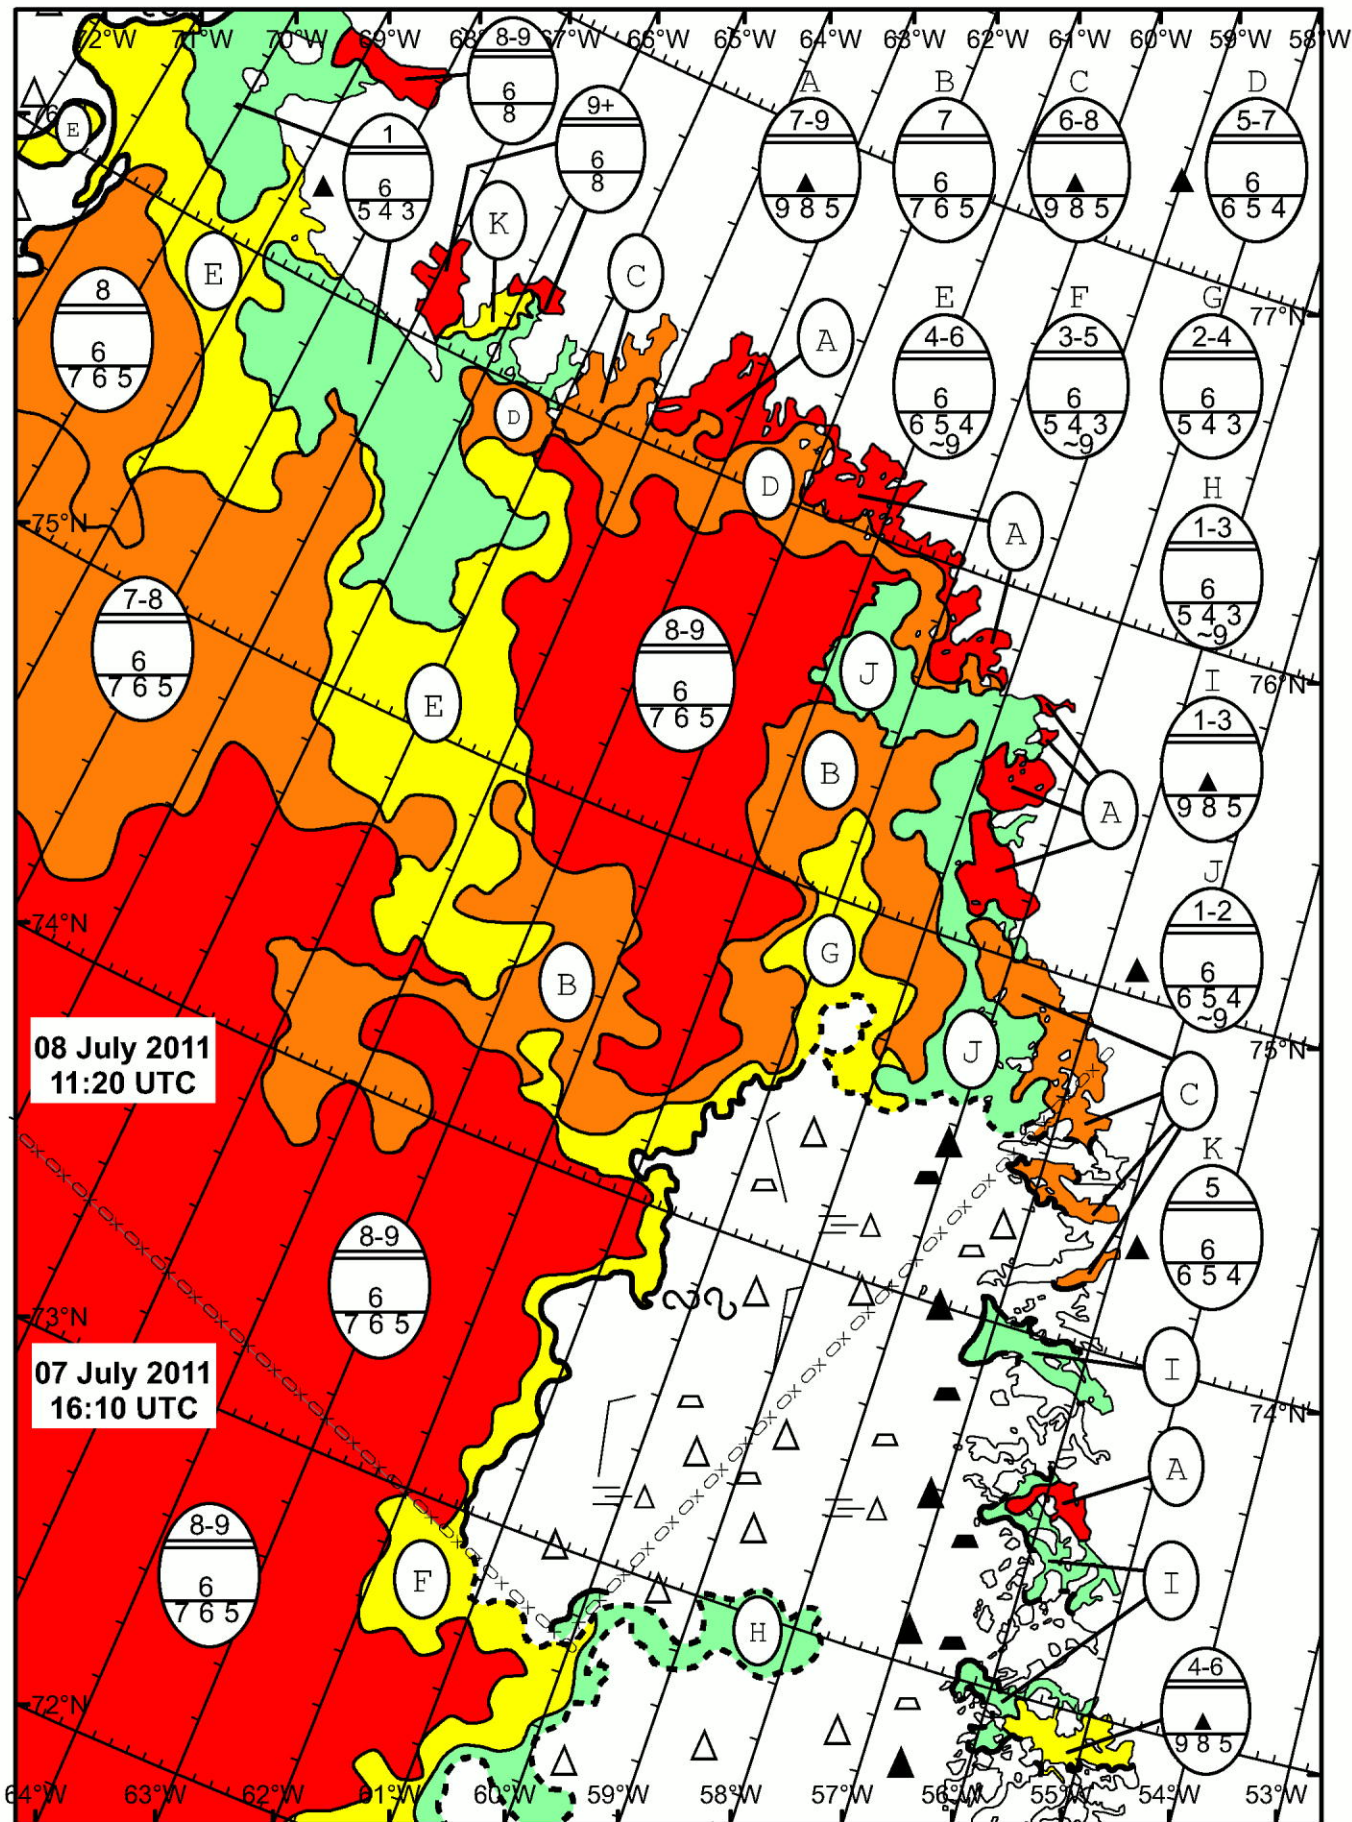 72°W 71°W 70°W 69°W 68°W 67°W 66°W 65°W 64°W 63°W 62°W 61°W 60°W 59°W 58°W
8-9
6
8
9+
6
8
1
6
5 4 3
K
C
A
7-9
9 8 5
B
7
6
7 6 5
C
6-8
9 8 5
D
5-7
6
6 5 4
E
E
8
6
7 6 5
A
E
4-6
6
6 5 4
~9
F
3-5
6
5 4 3
~9
G
2-4
6
5 4 3
77°N
D
D
A
75°N
H
1-3
6
5 4 3
~9
7-8
6
7 6 5
8-9
6
7 6 5
J
E
76°N
I
1-3
9 8 5
B
A
J
1-2
6
6 5 4
~9
74°N
G
B
J
75°N
08 July 2011
11:20 UTC
C
K
5
6
6 5 4
8-9
6
7 6 5
73°N
I
07 July 2011
16:10 UTC
74°N
A
8-9
6
7 6 5
F
I
H
4-6
9 8 5
72°N
64°W 63°W 62°W 61°W 60°W 59°W 58°W 57°W 56°W 55°W 54°W 53°W